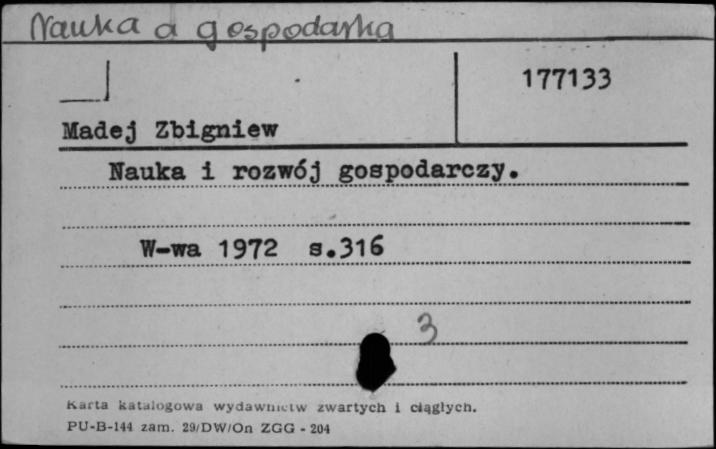 Nauka a gospodarka
177133
Madej Zbigniew
Nauka i rozwój gospodarczy.
W-wa 1972 s.316
3
Karta katalogowa wydawnictw zwartych i ciągłych.
PU-B-144 zam. 29/DW/On ZGG - 204